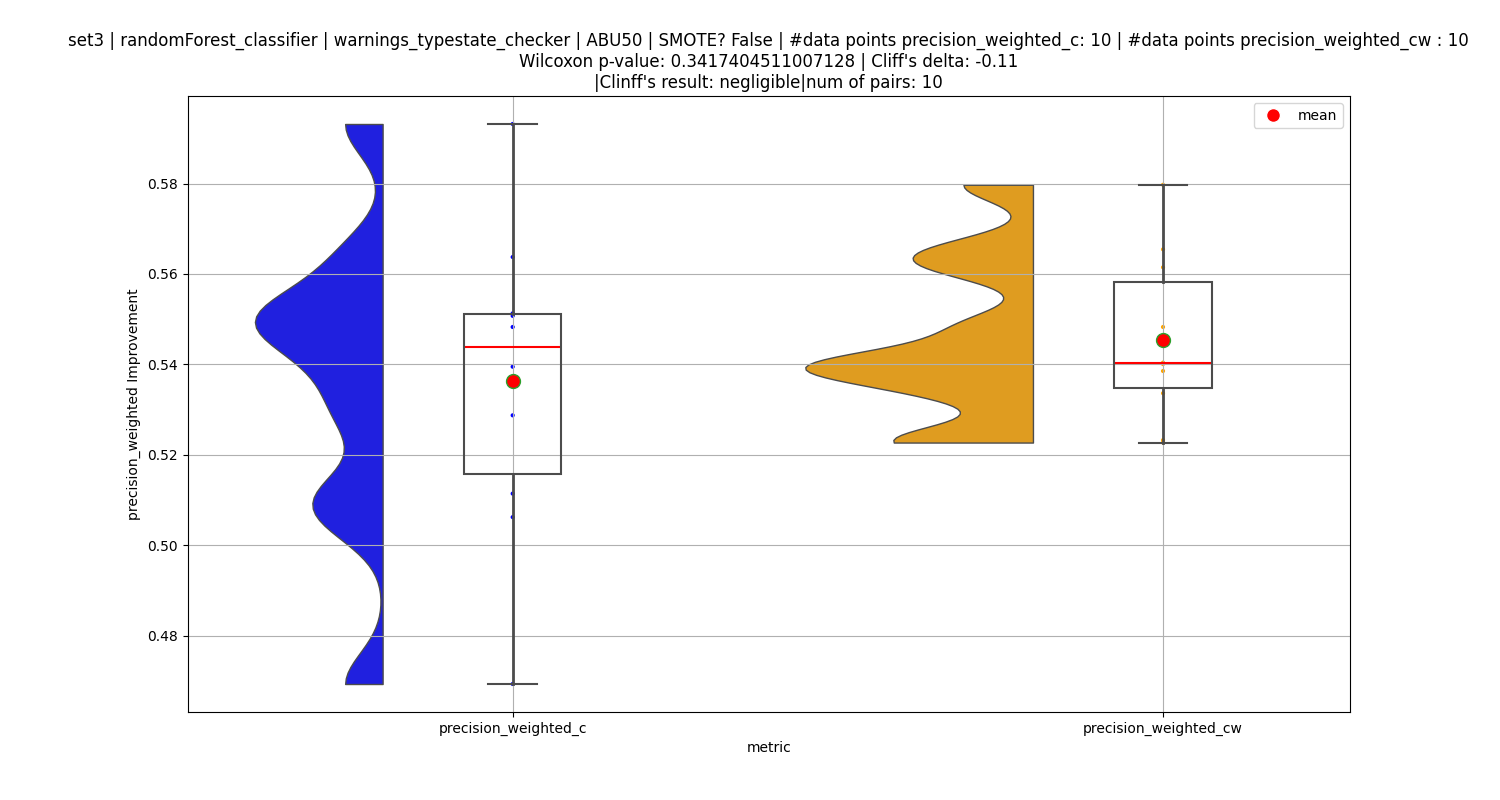 set3 | randomForest_classifier | warnings_typestate_checker | ABU50 | SMOTE? False | #data points precision_weighted_c: 10 | #data points precision_weighted_cw : 10
Wilcoxon p-value: 0.3417404511007128 | Cliff's delta: -0.11
|Clinff's result: negligible|num of pairs: 10
mean
0.58
0.56
0.54
0.52
0.50
0.48
precision_weighted Improvement
precision_weighted_c
precision_weighted_cw
metric